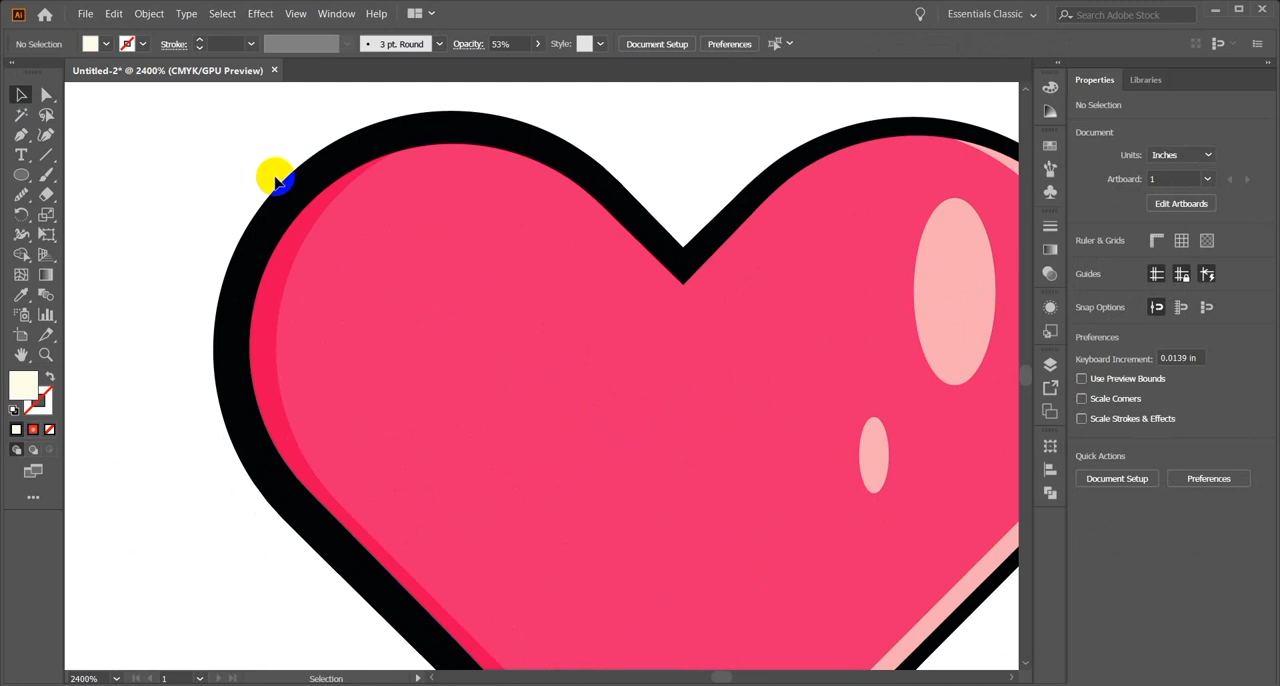 Ai File Edit Object Type Select Effect View Window Help Essentials Classic Search Adobe Stock
No Selection Stroke: 3 pt. Round Opacity: 53% Style: Document Setup Preferences
Untitled-2* @ 2400% (CMYK/GPU Preview)
Properties Libraries
No Selection
Document
Units: Inches
Artboard: 1
Edit Artboards
Ruler & Grids
Guides
Snap Options
Preferences
Keyboard Increment: 0.0139 in
Use Preview Bounds
Scale Corners
Scale Strokes & Effects
Quick Actions
Document Setup Preferences
2400% 1 Selection